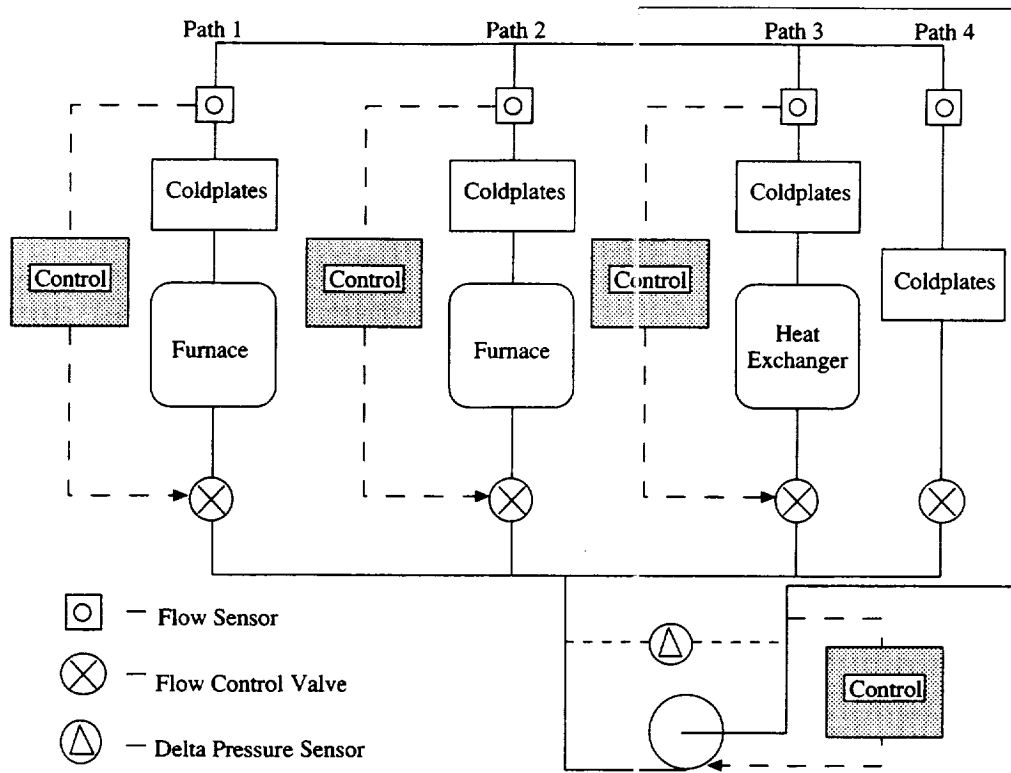 Path 1
Path 2
Path 3
Path 4
Coldplates
Coldplates
Coldplates
Control
Control
Control
Coldplates
Furnace
Furnace
Heat
Exchanger
– Flow Sensor
– Flow Control Valve
– Delta Pressure Sensor
Control